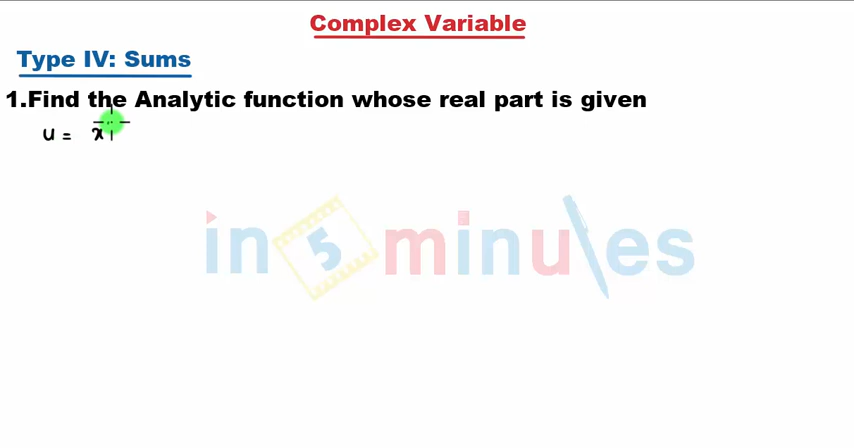 Complex Variable
Type IV: Sums
1.Find the Analytic function whose real part is given
u = x
in 5 minutes